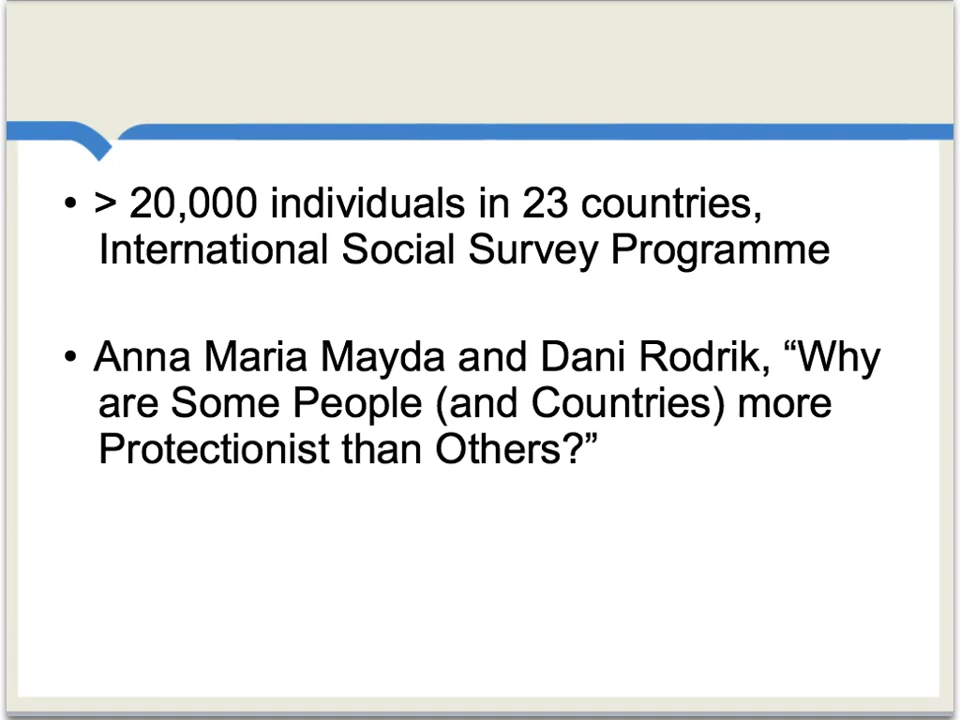 • > 20,000 individuals in 23 countries,
International Social Survey Programme
• Anna Maria Mayda and Dani Rodrik, “Why
are Some People (and Countries) more
Protectionist than Others?”